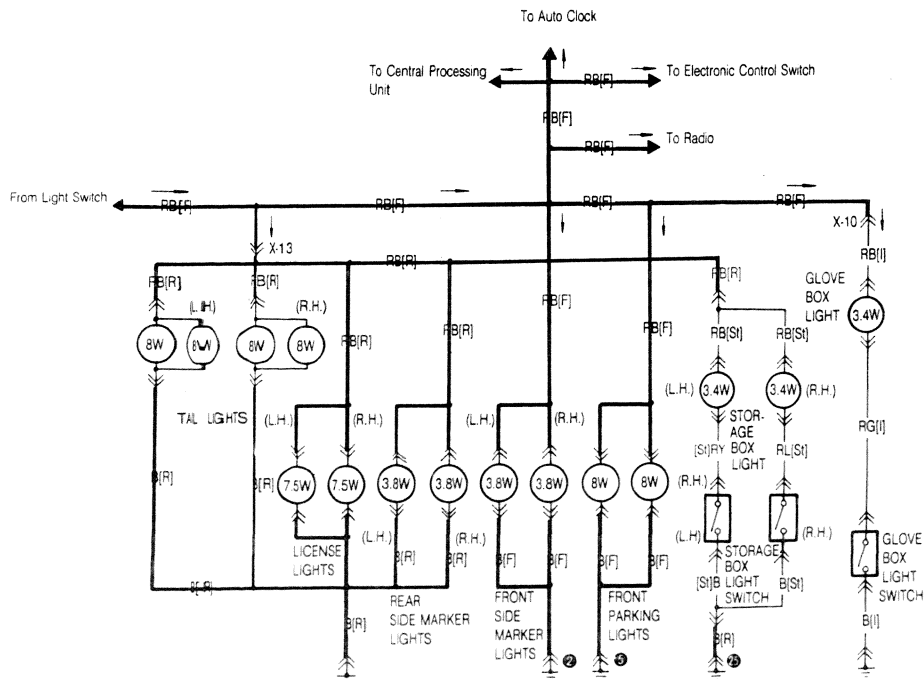 To Auto Clock
To Central Processing
Unit
To Electronic Control Switch
RB[F]
RB[F]
To Radio
RB[F]
From Light Switch
RB[F]
RB[F]
RB[F]
RB[F]
X-10
X-13
RB[R]
RB[I]
RB[R]
RB[R]
RB[R]
GLOVE
BOX
LIGHT
3.4W
(L.H.)
(R.H.)
8W
8W
8W
RB[R]
RB[R]
RB[F]
RB[F]
RB[St]
RB[St]
(L.H.)
3.4W
3.4W
(R.H.)
TAIL LIGHTS
(L.H.)
(R.H.)
(L.H.)
(R.H.)
STOR-
AGE
BOX
LIGHT
[St]RY
RL[St]
RG[I]
B[R]
B[R]
7.5W
7.5W
3.8W
3.8W
3.8W
3.8W
8W
8W
(R.H.)
(L.H.)
(R.H.)
(L.H)
(R.H.)
LICENSE
LIGHTS
B[R]
B[R]
B[F]
B[F]
B[F]
B[F]
STORAGE
BOX
LIGHT
SWITCH
[St]B
B[St]
GLOVE
BOX
LIGHT
SWITCH
B[R]
REAR
SIDE MARKER
LIGHTS
FRONT
SIDE
MARKER
LIGHTS
FRONT
PARKING
LIGHTS
B[R]
B[R]
B[I]
2
5
25